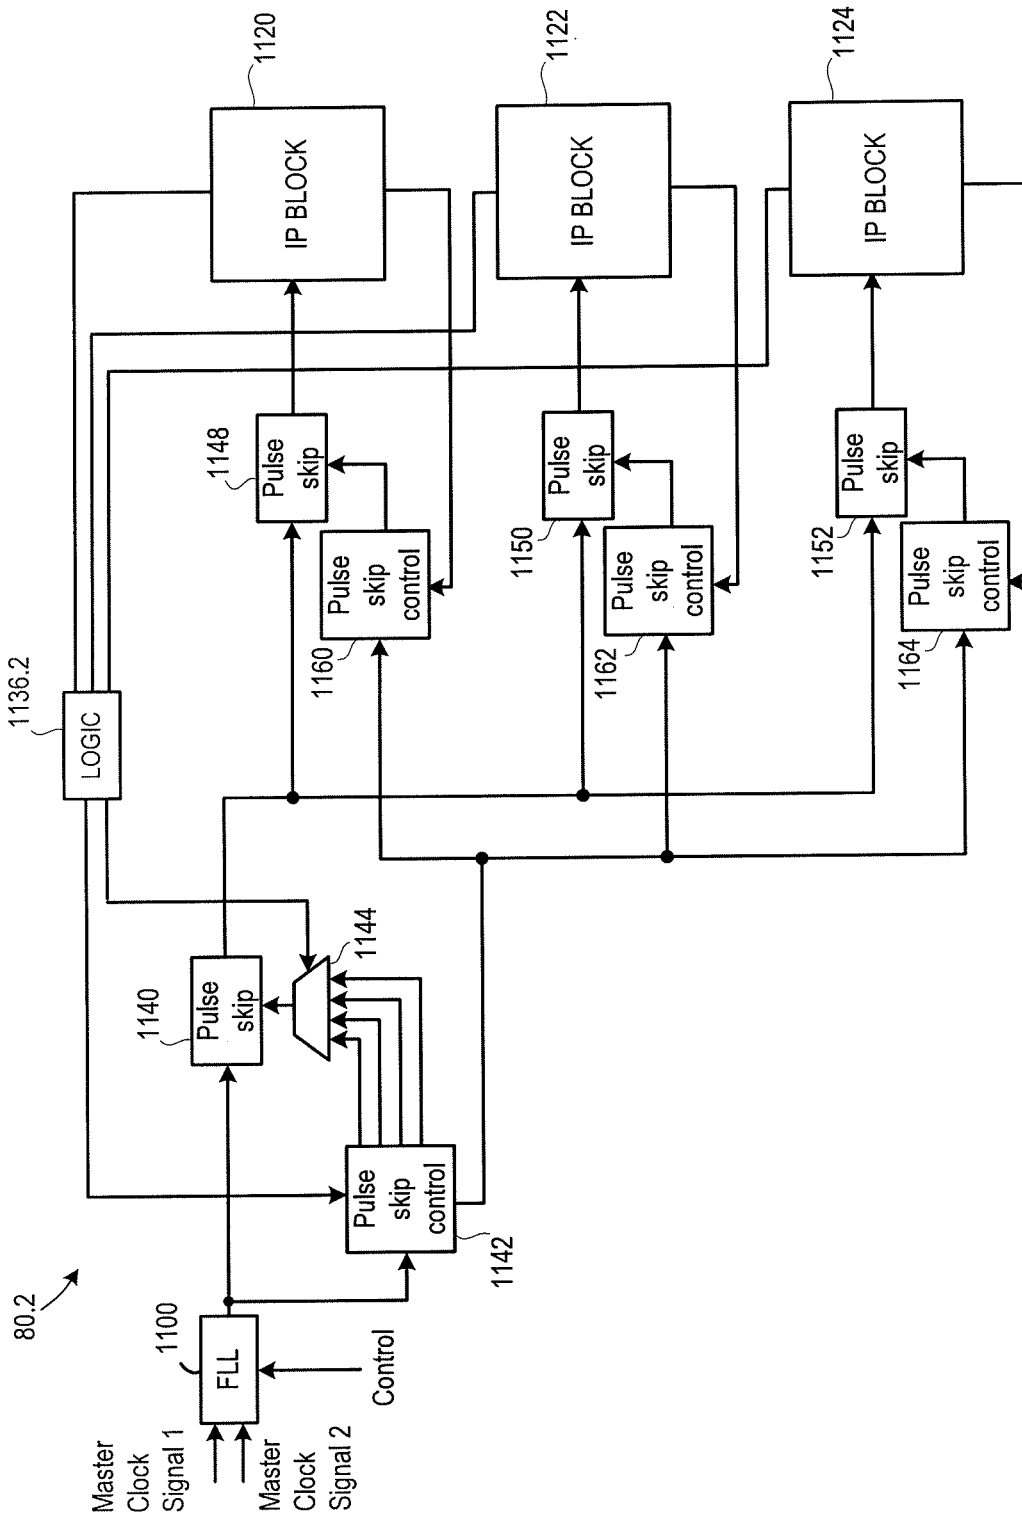 80.2
Master
Clock
Signal 1
Master
Clock
Signal 2
1100
FLL
Control
1140
Pulse
skip
1144
Pulse
skip
control
1142
1136.2
LOGIC
1148
Pulse
skip
1160
Pulse
skip
control
1120
IP BLOCK
1150
Pulse
skip
1162
Pulse
skip
control
1122
IP BLOCK
1152
Pulse
skip
1164
Pulse
skip
control
1124
IP BLOCK